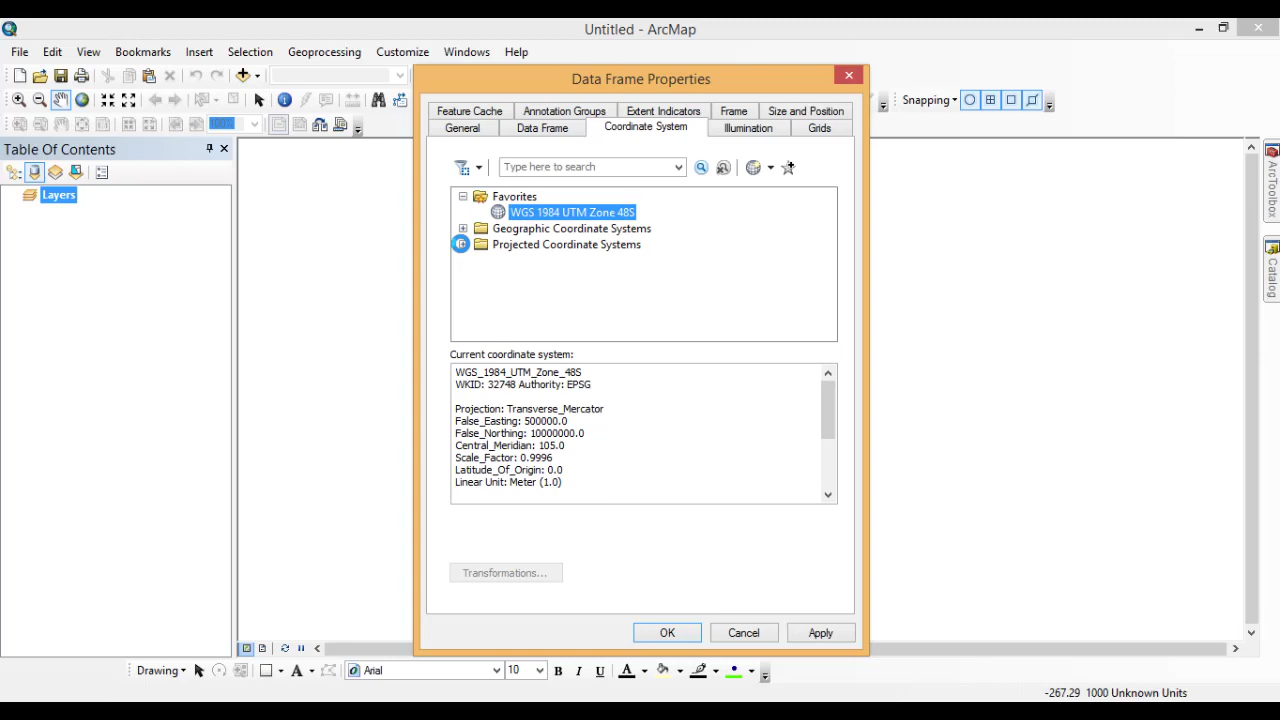 Untitled - ArcMap
File Edit View Bookmarks Insert Selection Geoprocessing Customize Windows Help
Data Frame Properties
Snapping
100%
Feature Cache Annotation Groups Extent Indicators Frame Size and Position
General Data Frame Coordinate System Illumination Grids
Table Of Contents
Type here to search
Layers
Favorites
WGS 1984 UTM Zone 48S
Geographic Coordinate Systems
Projected Coordinate Systems
ArcToolbox
Catalog
Current coordinate system:
WGS_1984_UTM_Zone_48S
WKID: 32748 Authority: EPSG
Projection: Transverse_Mercator
False_Easting: 500000.0
False_Northing: 10000000.0
Central_Meridian: 105.0
Scale_Factor: 0.9996
Latitude_Of_Origin: 0.0
Linear Unit: Meter (1.0)
Transformations...
OK Cancel Apply
Drawing Arial 10 B I U A
-267.29 1000 Unknown Units